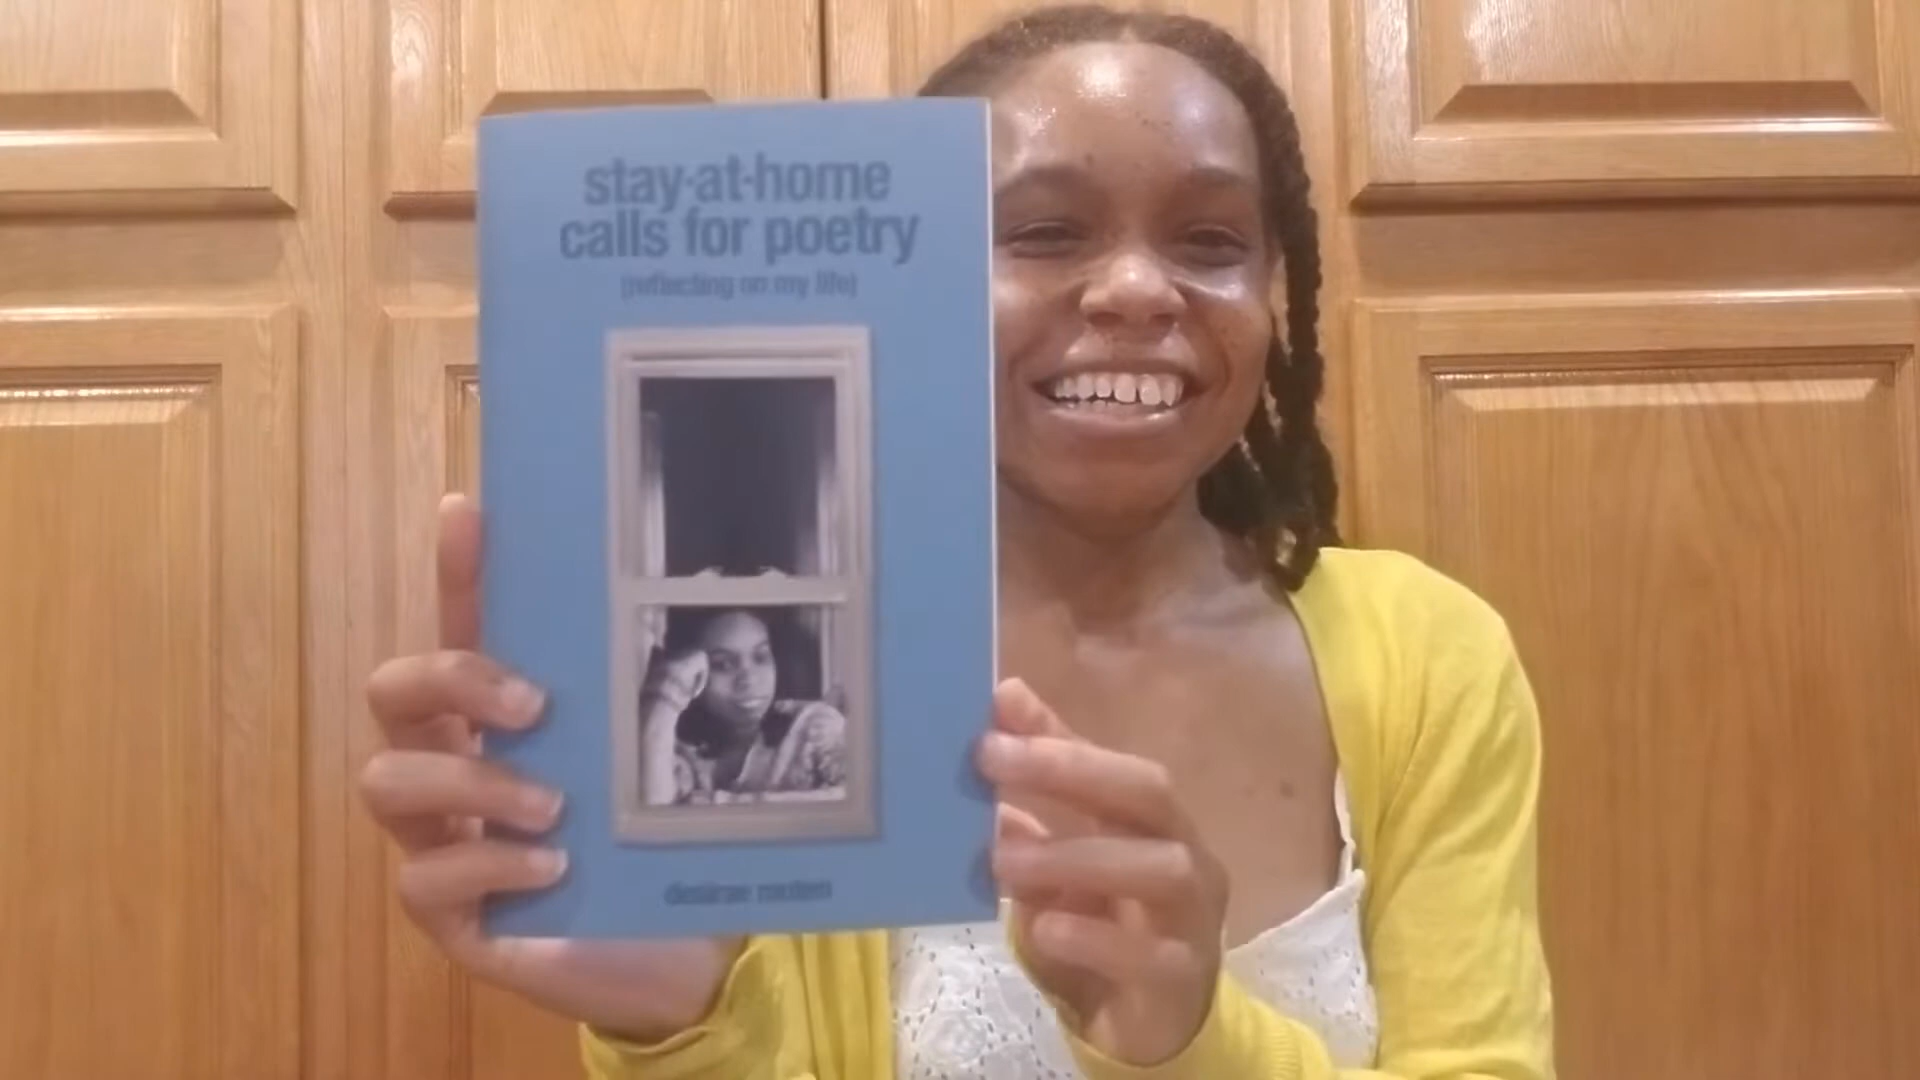 stay-at-home
calls for poetry
(reflecting on my life)